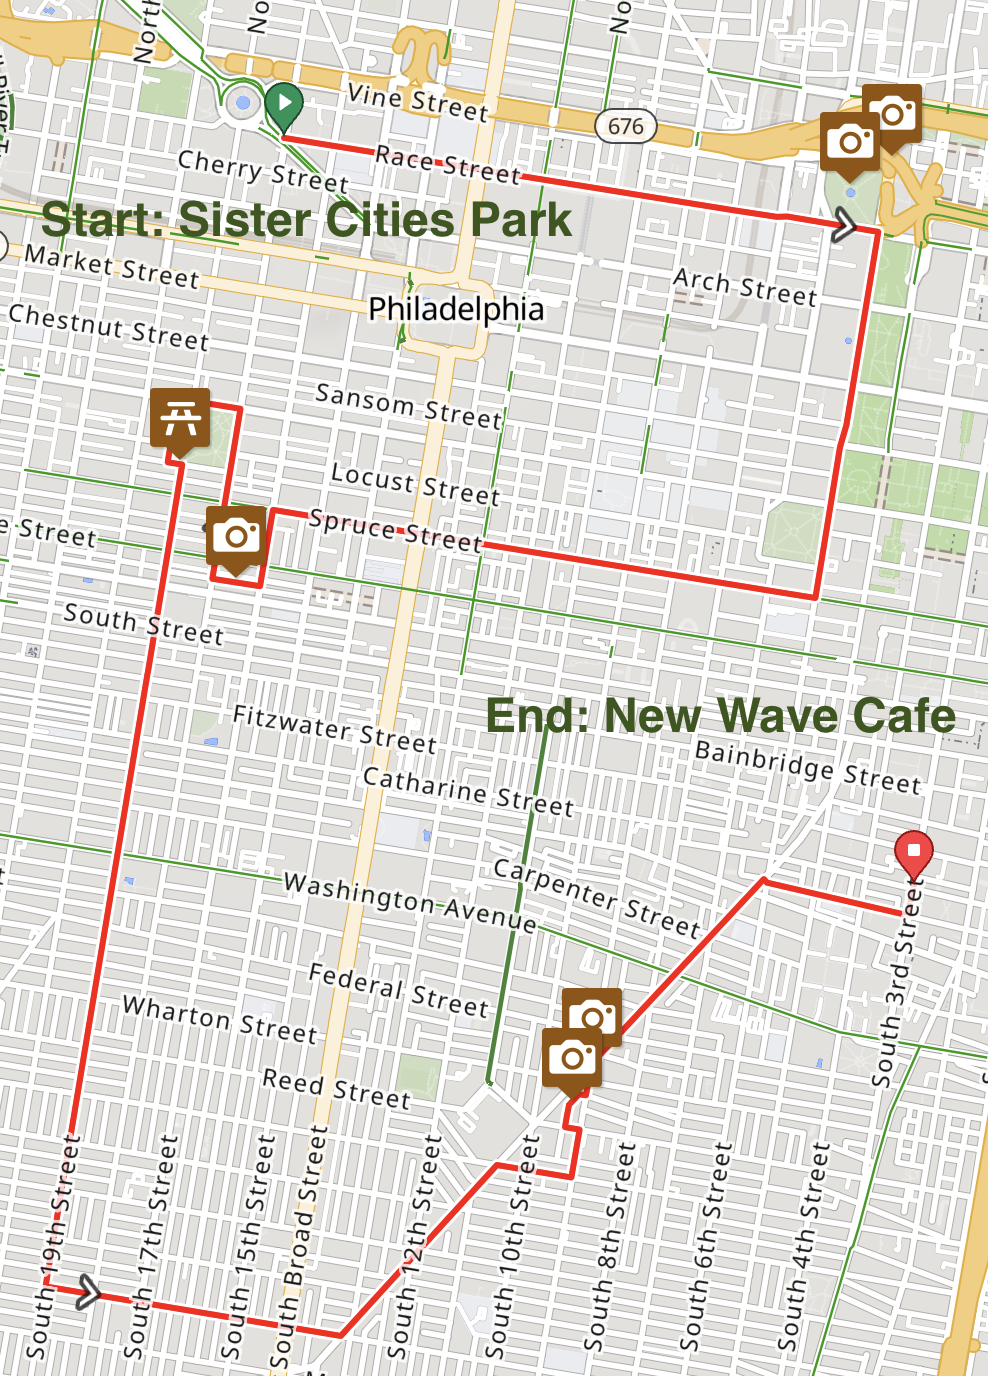 North
No
No
Vine Street
676
Race Street
Cherry Street
Start: Sister Cities Park
Market Street
Arch Street
Philadelphia
Chestnut Street
Sansom Street
Locust Street
Spruce Street
e Street
South Street
Fitzwater Street
End: New Wave Cafe
Bainbridge Street
Catharine Street
Carpenter Street
Washington Avenue
Federal Street
South 3rd Street
Wharton Street
Reed Street
South 19th Street
South 17th Street
South 15th Street
South Broad Street
South 12th Street
South 10th Street
South 8th Street
South 6th Street
South 4th Street